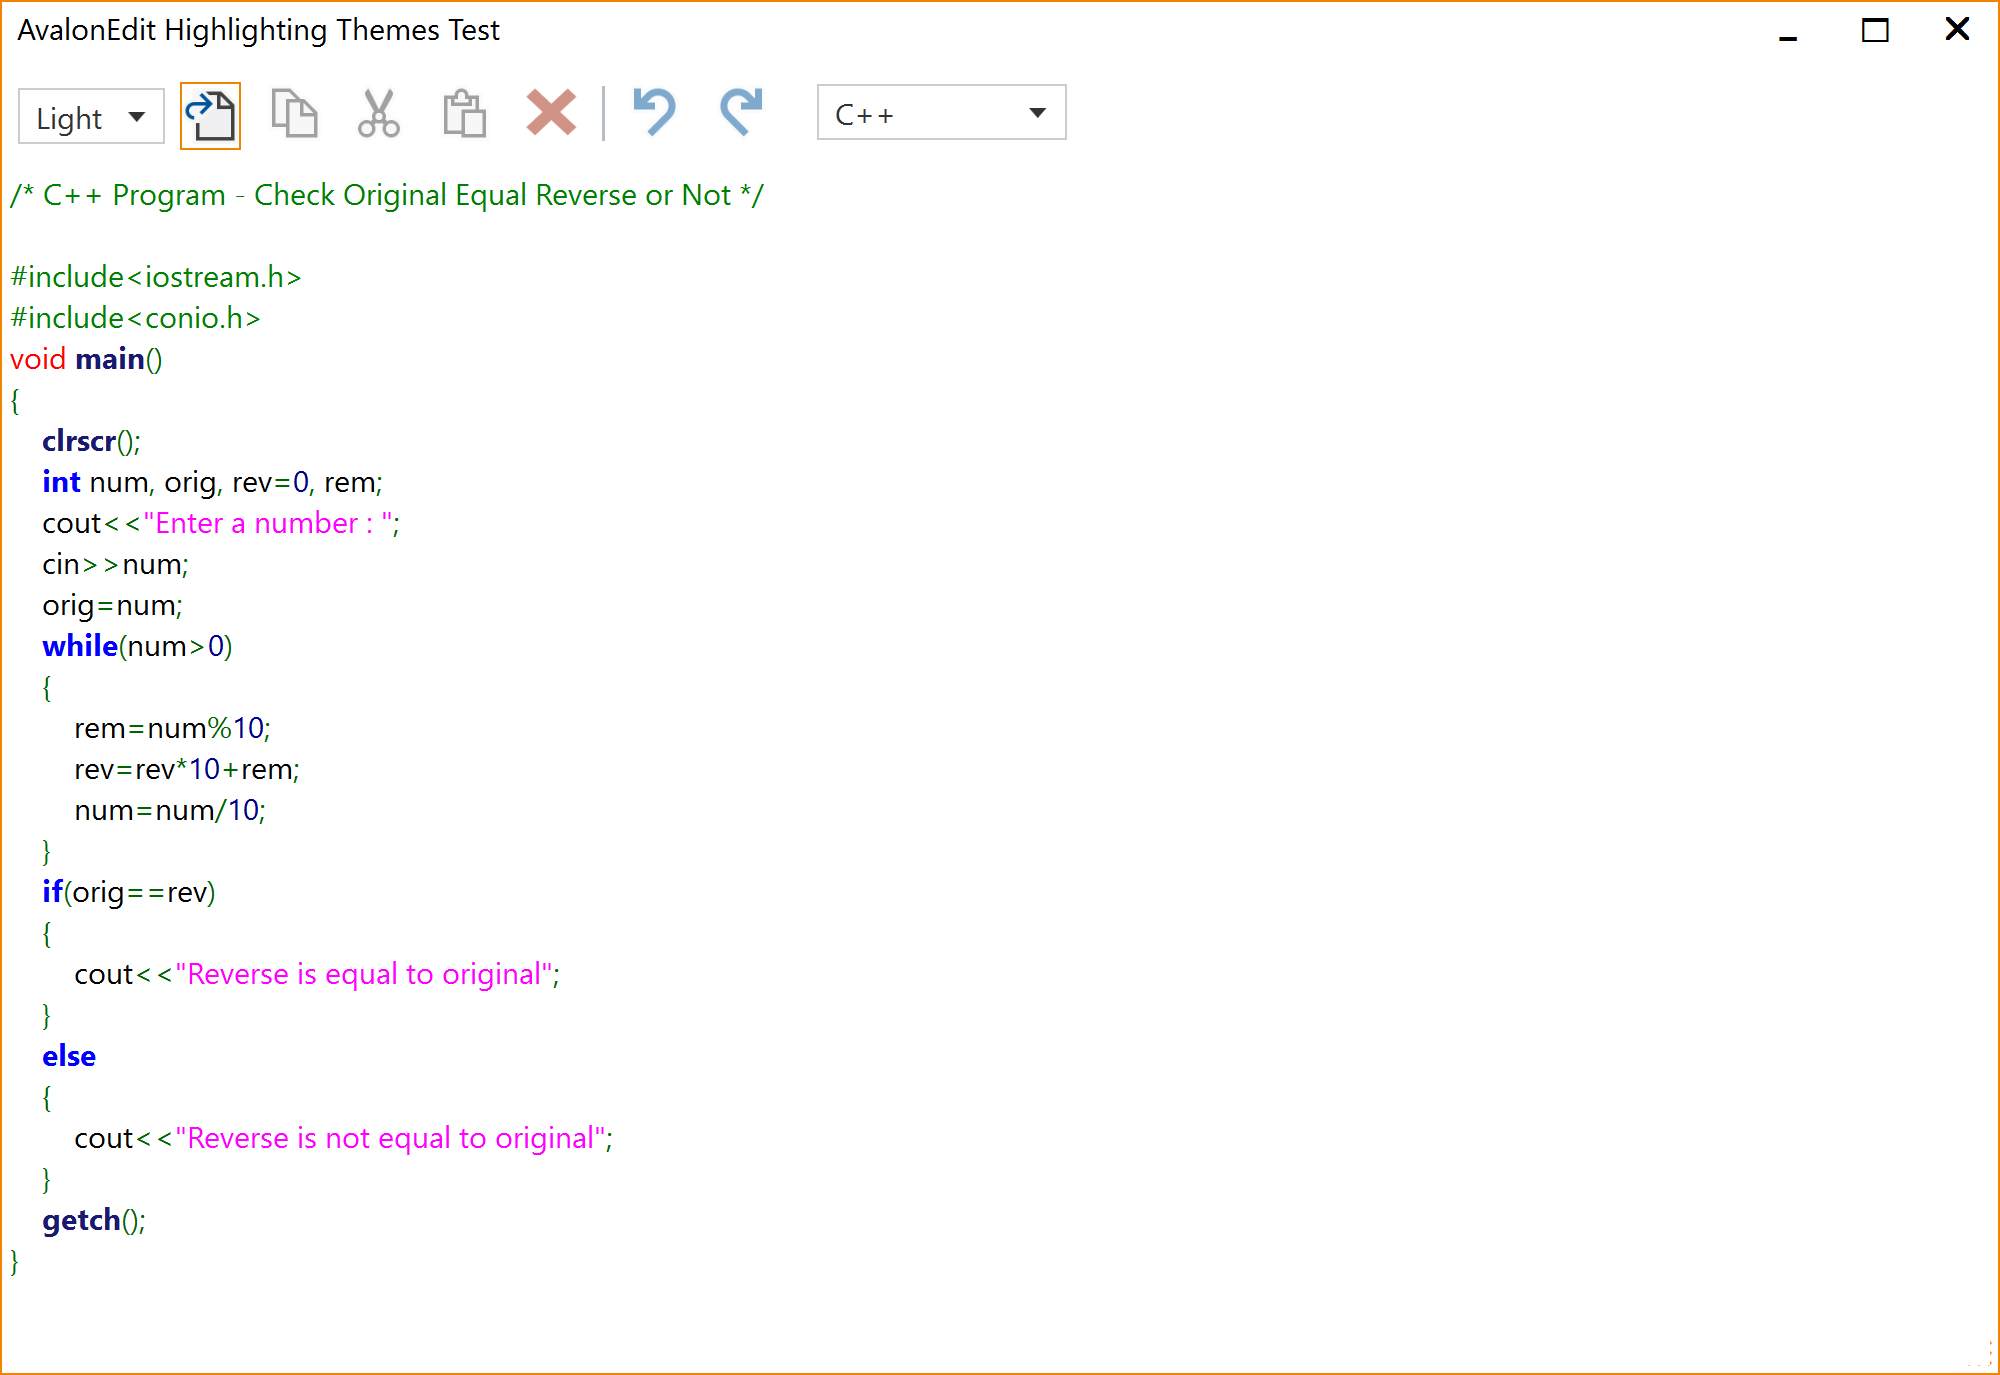 AvalonEdit Highlighting Themes Test
Light
C++
/* C++ Program - Check Original Equal Reverse or Not */
#include<iostream.h>
#include<conio.h>
void main()
{
    clrscr();
    int num, orig, rev=0, rem;
    cout<<"Enter a number : ";
    cin>>num;
    orig=num;
    while(num>0)
    {
        rem=num%10;
        rev=rev*10+rem;
        num=num/10;
    }
    if(orig==rev)
    {
        cout<<"Reverse is equal to original";
    }
    else
    {
        cout<<"Reverse is not equal to original";
    }
    getch();
}